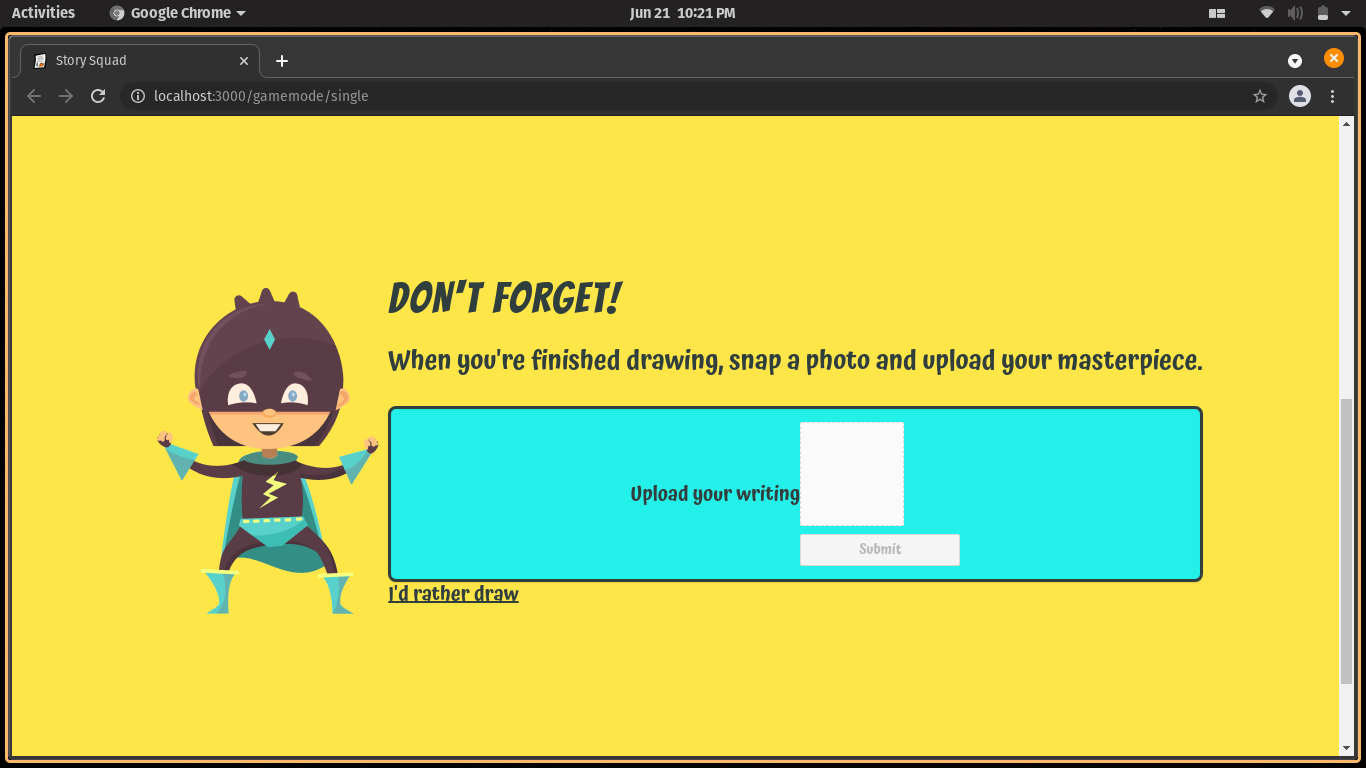 Activities Google Chrome Jun 21 10:21 PM
Story Squad
localhost:3000/gamemode/single
DON'T FORGET!
When you're finished drawing, snap a photo and upload your masterpiece.
Upload your writing
Submit
I'd rather draw